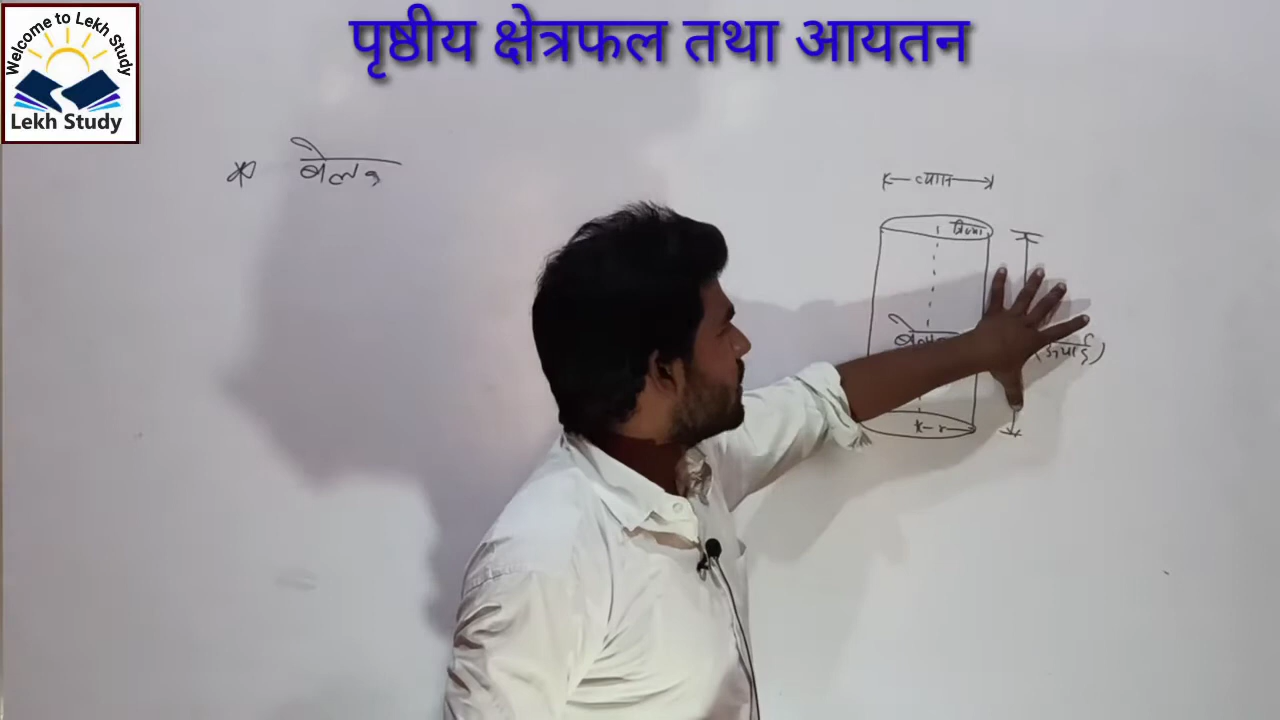 Welcome to Lekh Study
Lekh Study
पृष्ठीय क्षेत्रफल तथा आयतन
* बेलन
व्यास
त्रिज्या
बेलन
(ऊंचाई)
r